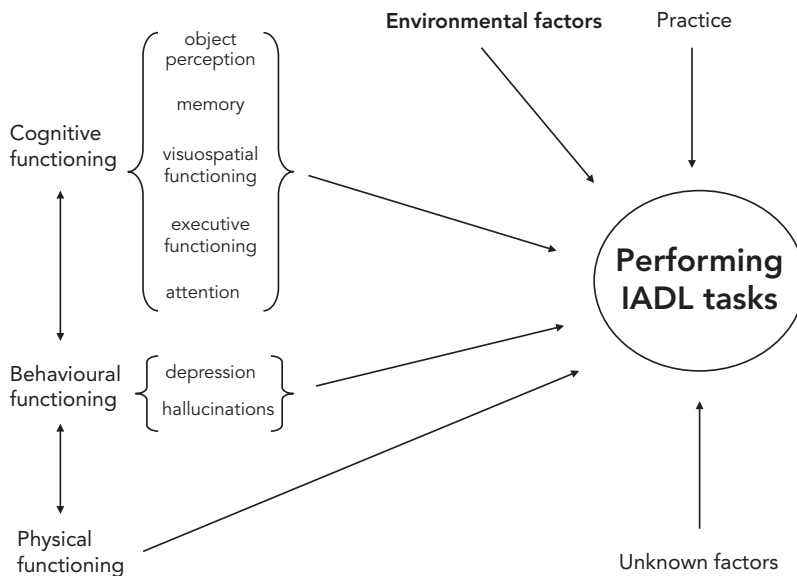 Environmental factors
Practice
object
perception
memory
visuospatial
functioning
executive
functioning
attention
Cognitive
functioning
Performing
IADL tasks
Behavioural
functioning
depression
hallucinations
Physical
functioning
Unknown factors